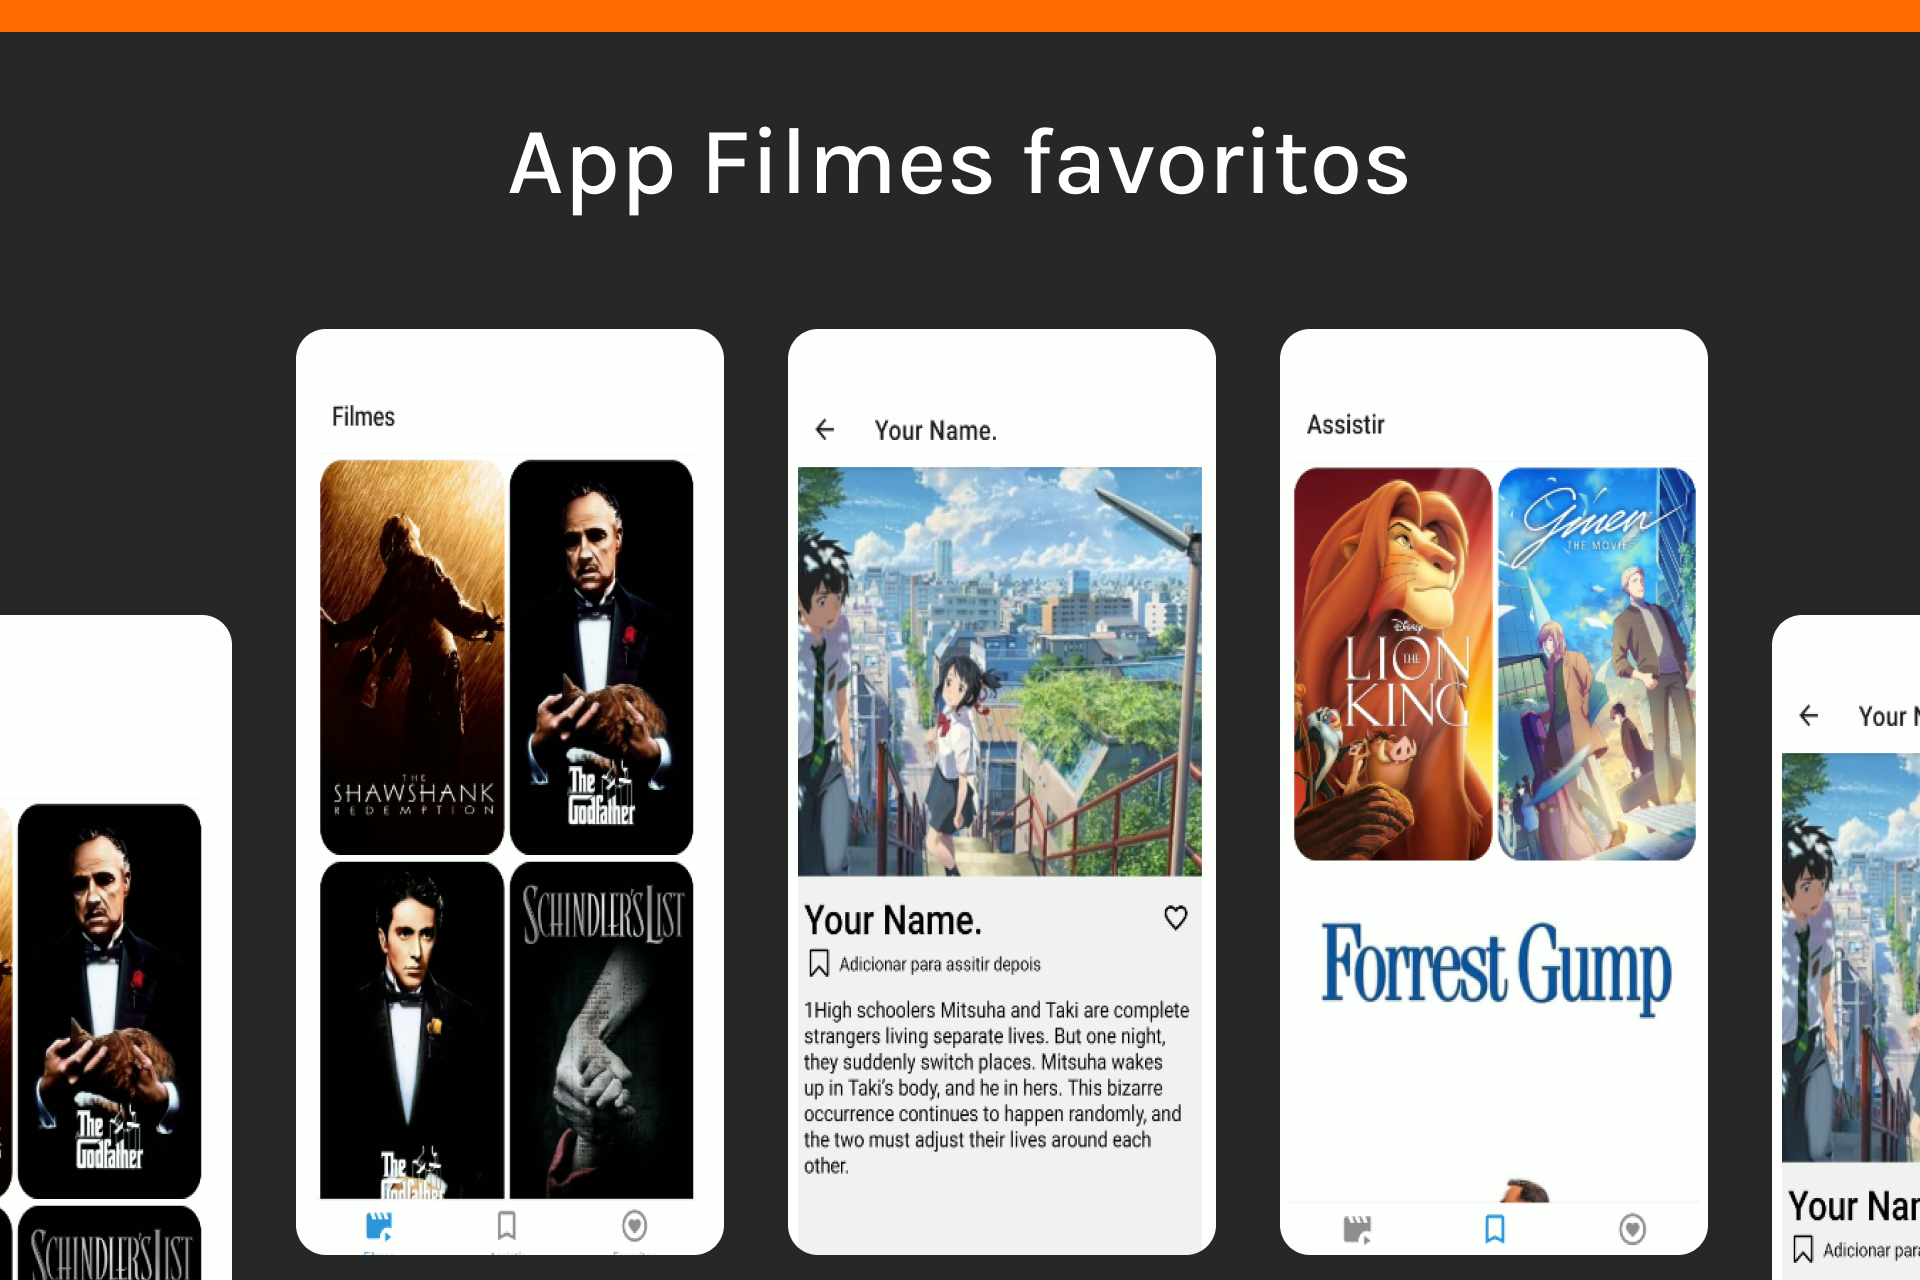 App Filmes favoritos
Filmes
THE
SHAWSHANK
REDEMPTION
The
Godfather
The
Godfather
SCHINDLER'S LIST
Your Name.
Your Name.
Adicionar para assitir depois
1High schoolers Mitsuha and Taki are complete
strangers living separate lives. But one night,
they suddenly switch places. Mitsuha wakes
up in Taki's body, and he in hers. This bizarre
occurrence continues to happen randomly, and
the two must adjust their lives around each
other.
Assistir
Disney
THE
LION
KING
given
THE MOVIE
Forrest Gump
The
Godfather
SCHINDLER'S LIST
Your
Your
Adicionar